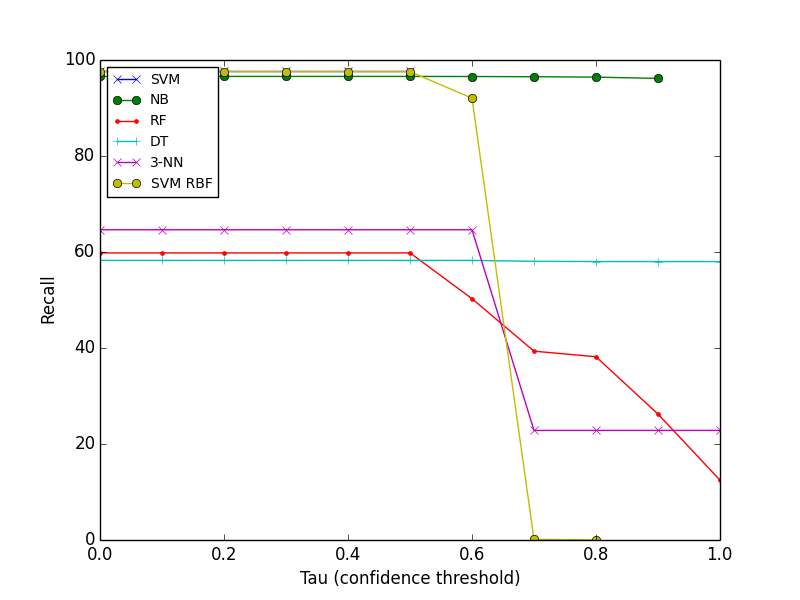 100
80
60
40
20
0
Recall
SVM
NB
RF
DT
3-NN
SVM RBF
0.0 0.2 0.4 0.6 0.8 1.0
Tau (confidence threshold)